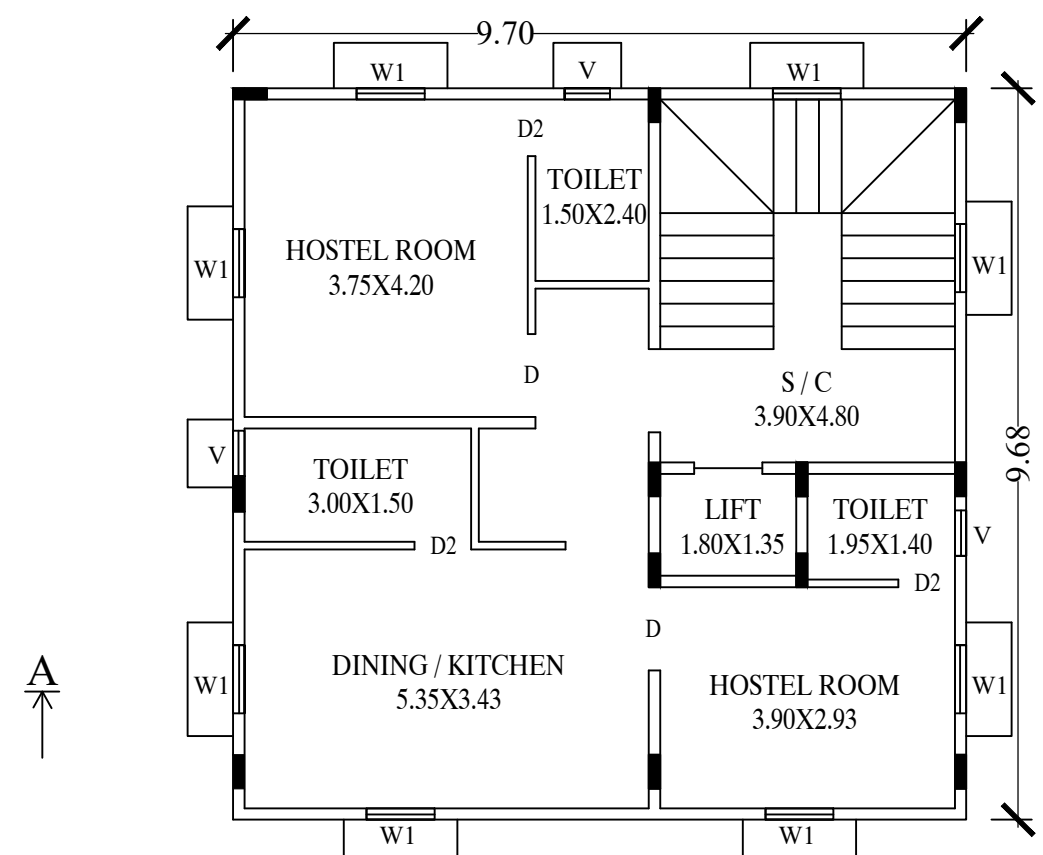 9.70
W1
V
W1
D2
TOILET
1.50X2.40
HOSTEL ROOM
3.75X4.20
W1
W1
D
S / C
3.90X4.80
9.68
V
TOILET
3.00X1.50
LIFT
1.80X1.35
TOILET
1.95X1.40
V
D2
D2
D
A
DINING / KITCHEN
5.35X3.43
W1
HOSTEL ROOM
3.90X2.93
W1
W1
W1